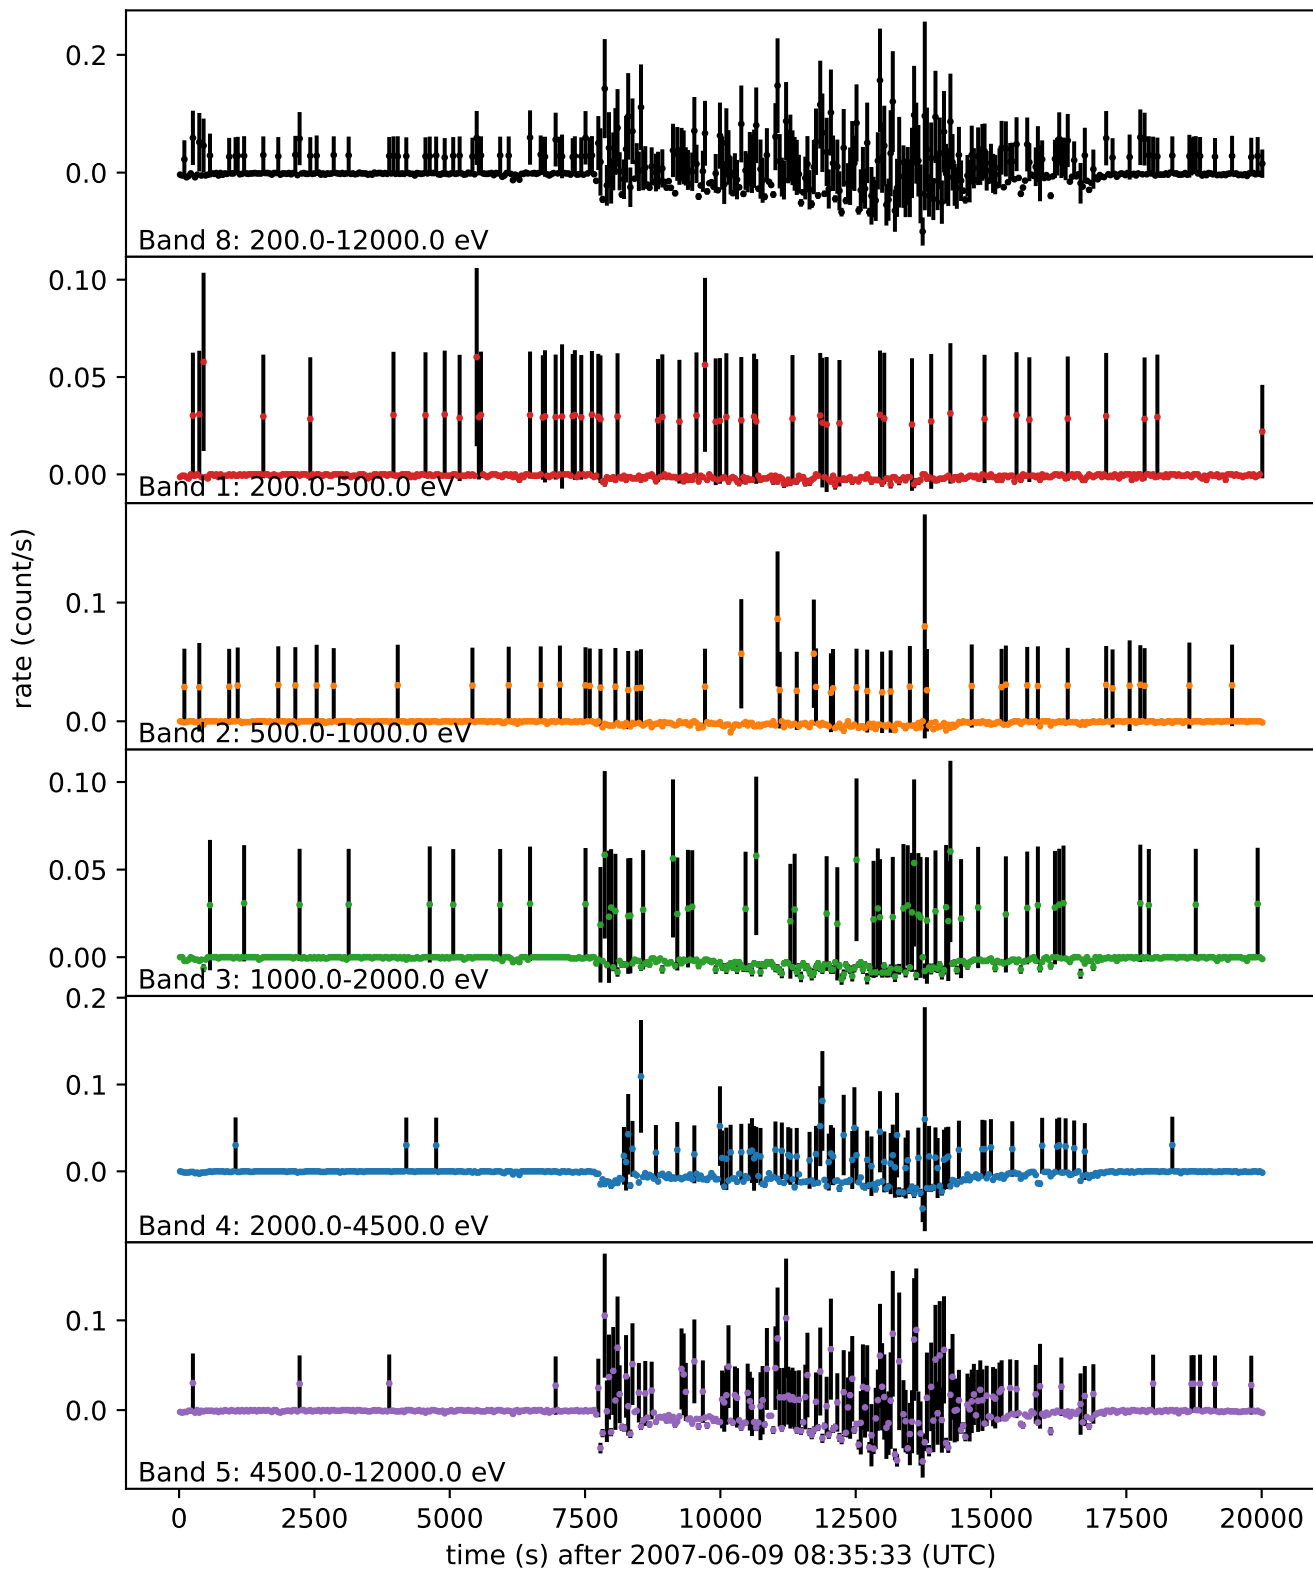 0.2
0.0
Band 8: 200.0-12000.0 eV
0.10
0.05
0.00
Band 1: 200.0-500.0 eV
rate (count/s)
0.1
0.0
Band 2: 500.0-1000.0 eV
0.10
0.05
0.00
Band 3: 1000.0-2000.0 eV
0.2
0.1
0.0
Band 4: 2000.0-4500.0 eV
0.1
0.0
Band 5: 4500.0-12000.0 eV
0 2500 5000 7500 10000 12500 15000 17500 20000
time (s) after 2007-06-09 08:35:33 (UTC)